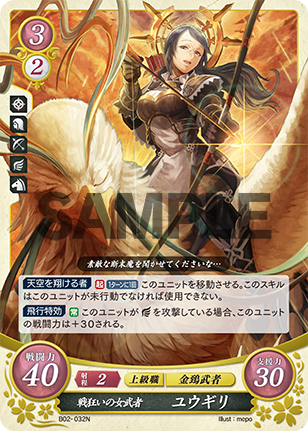 3
2
SAMPLE
素敵な断末魔を聞かせてくださいな…
天空を翔ける者 起 1ターンに1回 このユニットを移動させる。このスキル
はこのユニットが未行動でなければ使用できない。
飛行特効 常 このユニットがを攻撃している場合、このユニット
の戦闘力は+30される。
戦闘力
40
射程 2 上級職 金鵄武者
支援力
30
戦狂いの女武者 ユウギリ
B02-032N
Illust:mepo